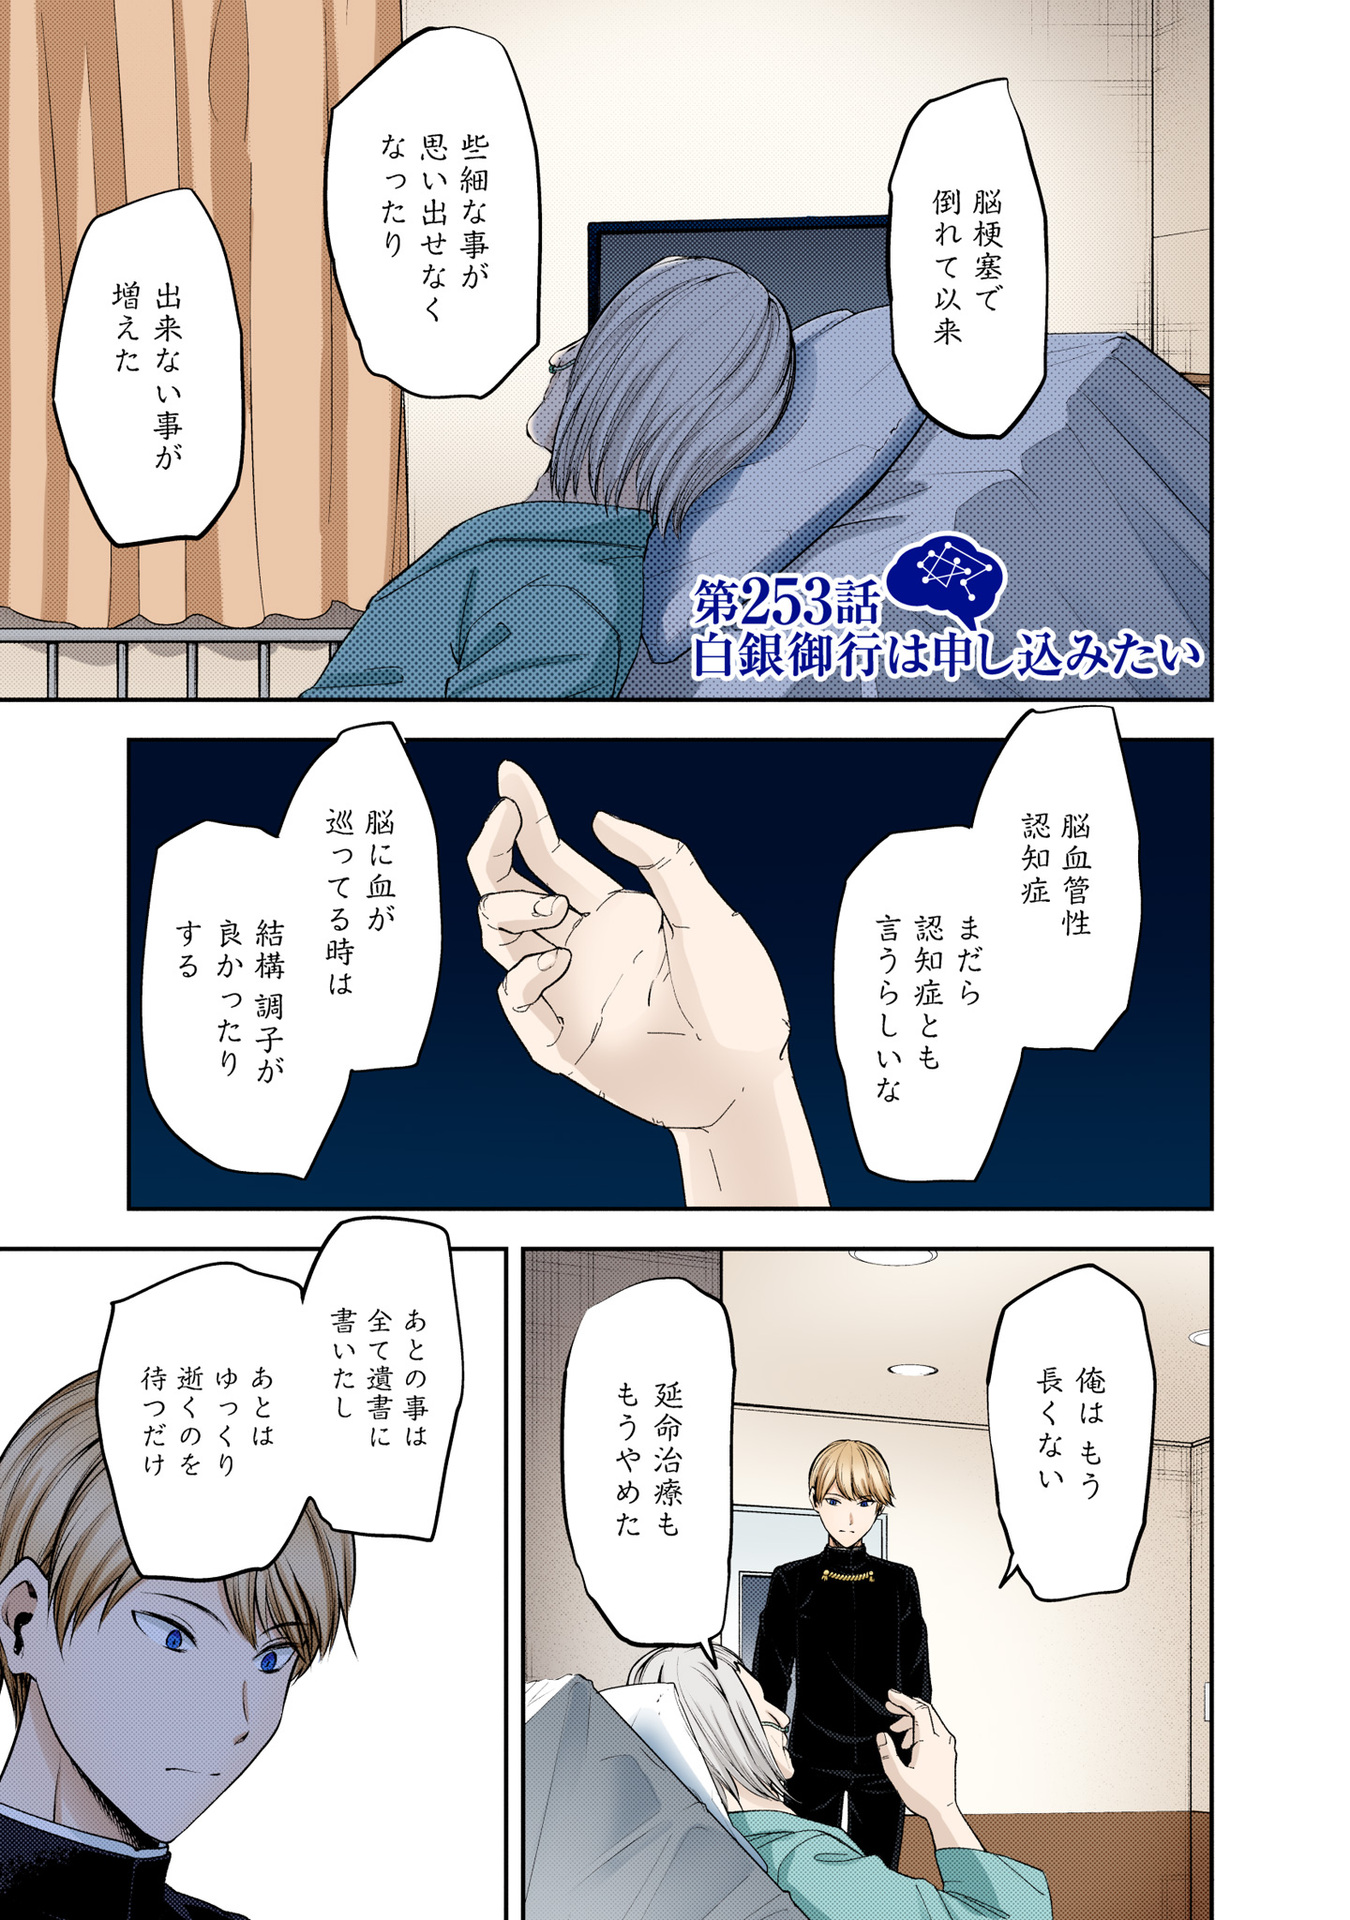 脳梗塞で
倒れて以来
些細な事が
思い出せなく
なったり
出来ない事が
増えた
第253話
白銀御行は申し込みたい
脳血管性
認知症
まだら
認知症とも
言うらしいな
脳に血が
巡ってる時は
結構 調子が
良かったり
する
俺は もう
長くない
延命治療も
もうやめた
あとの事は
全て遺書に
書いたし
あとは
ゆっくり
逝くのを
待つだけ